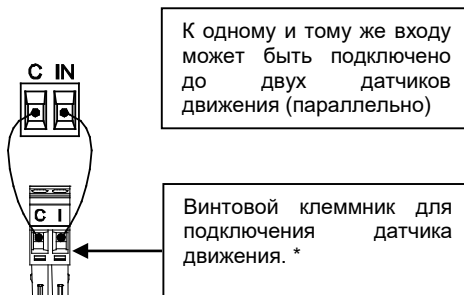 К одному и тому же входу
может быть подключено
до двух датчиков
движения (параллельно)
C IN
C I
Винтовой клеммник для
подключения датчика
движения. *